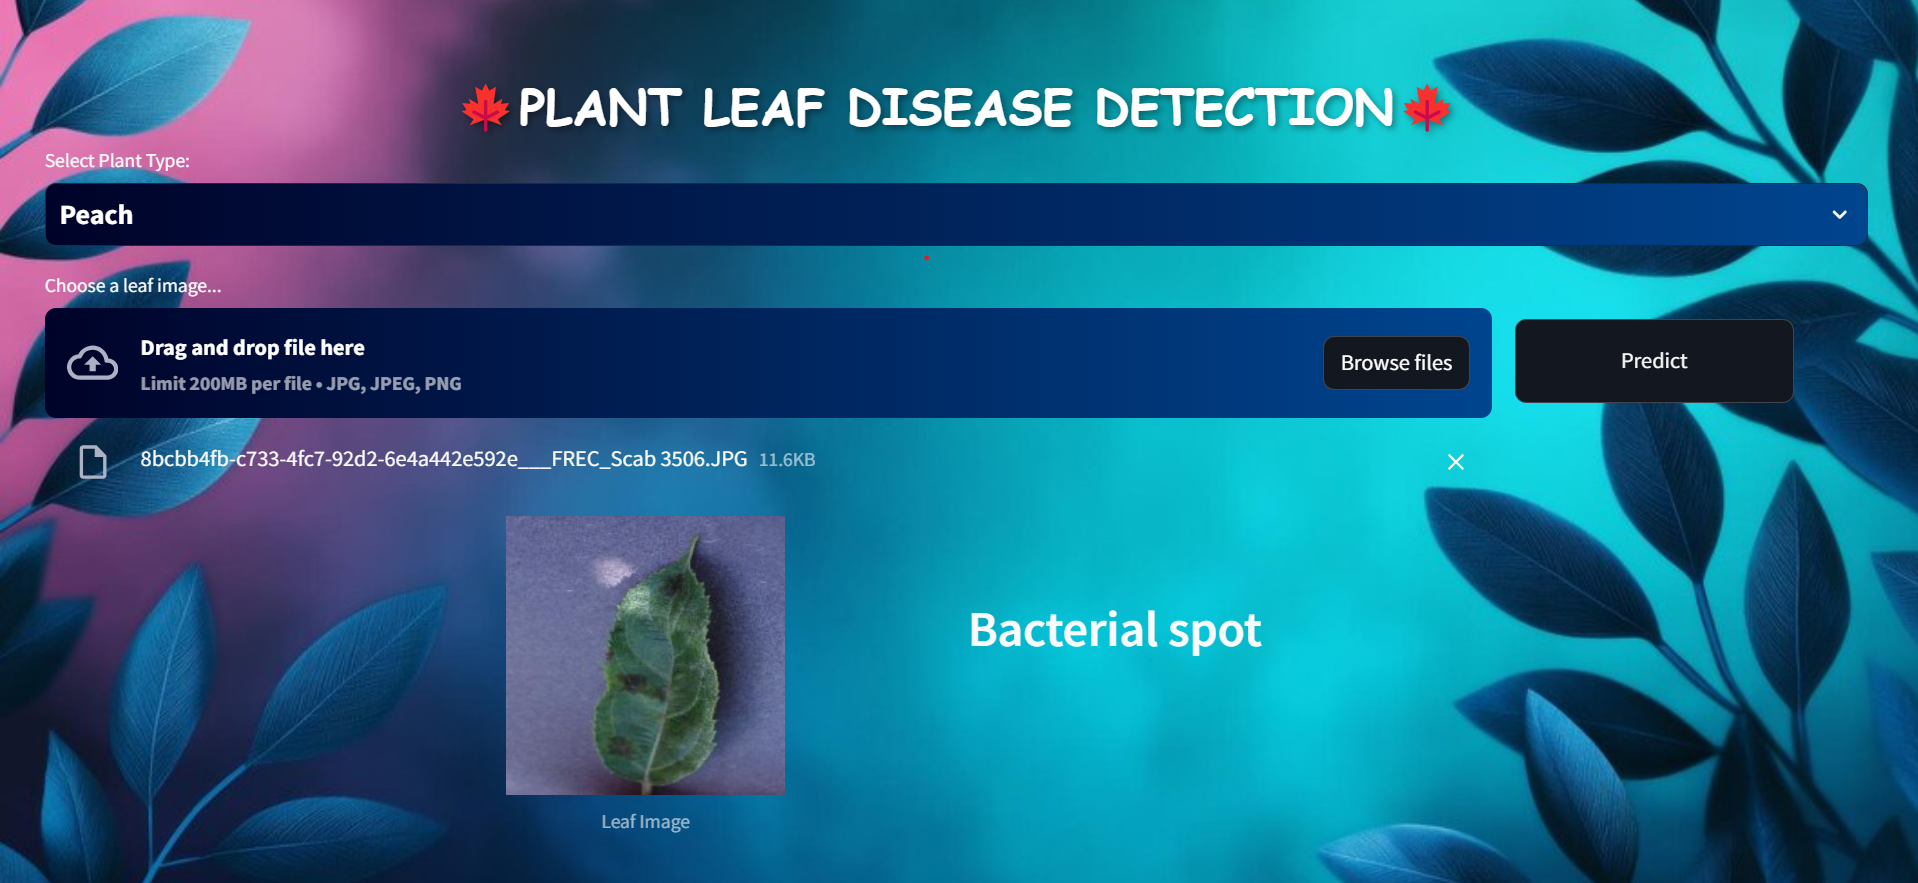 PLANT LEAF DISEASE DETECTION
Select Plant Type:
Peach
Choose a leaf image...
Drag and drop file here
Limit 200MB per file • JPG, JPEG, PNG
Browse files
Predict
8bcbb4fb-c733-4fc7-92d2-6e4a442e592e___FREC_Scab 3506.JPG 11.6KB
Bacterial spot
Leaf Image